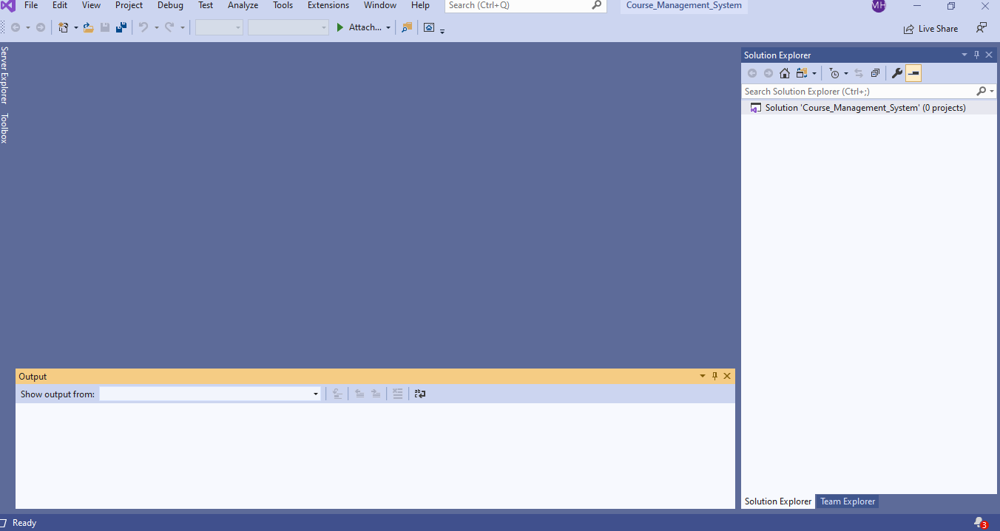 File Edit View Project Debug Test Analyze Tools Extensions Window Help Search (Ctrl+Q) Course_Management_System MH
Attach... Live Share
Server Explorer
Toolbox
Solution Explorer
Search Solution Explorer (Ctrl+;)
Solution 'Course_Management_System' (0 projects)
Output
Show output from:
Solution Explorer Team Explorer
Ready 3